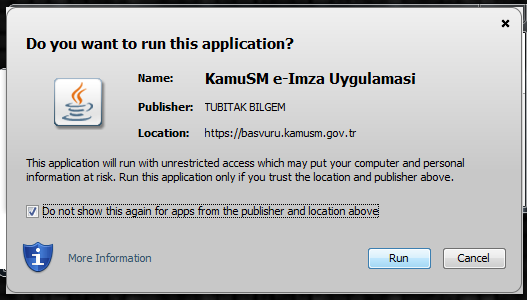 Do you want to run this application?
Name: KamuSM e-Imza Uygulamasi
Publisher: TUBITAK BILGEM
Location: https://basvuru.kamusm.gov.tr
This application will run with unrestricted access which may put your computer and personal
information at risk. Run this application only if you trust the location and publisher above.
Do not show this again for apps from the publisher and location above
More Information
Run
Cancel